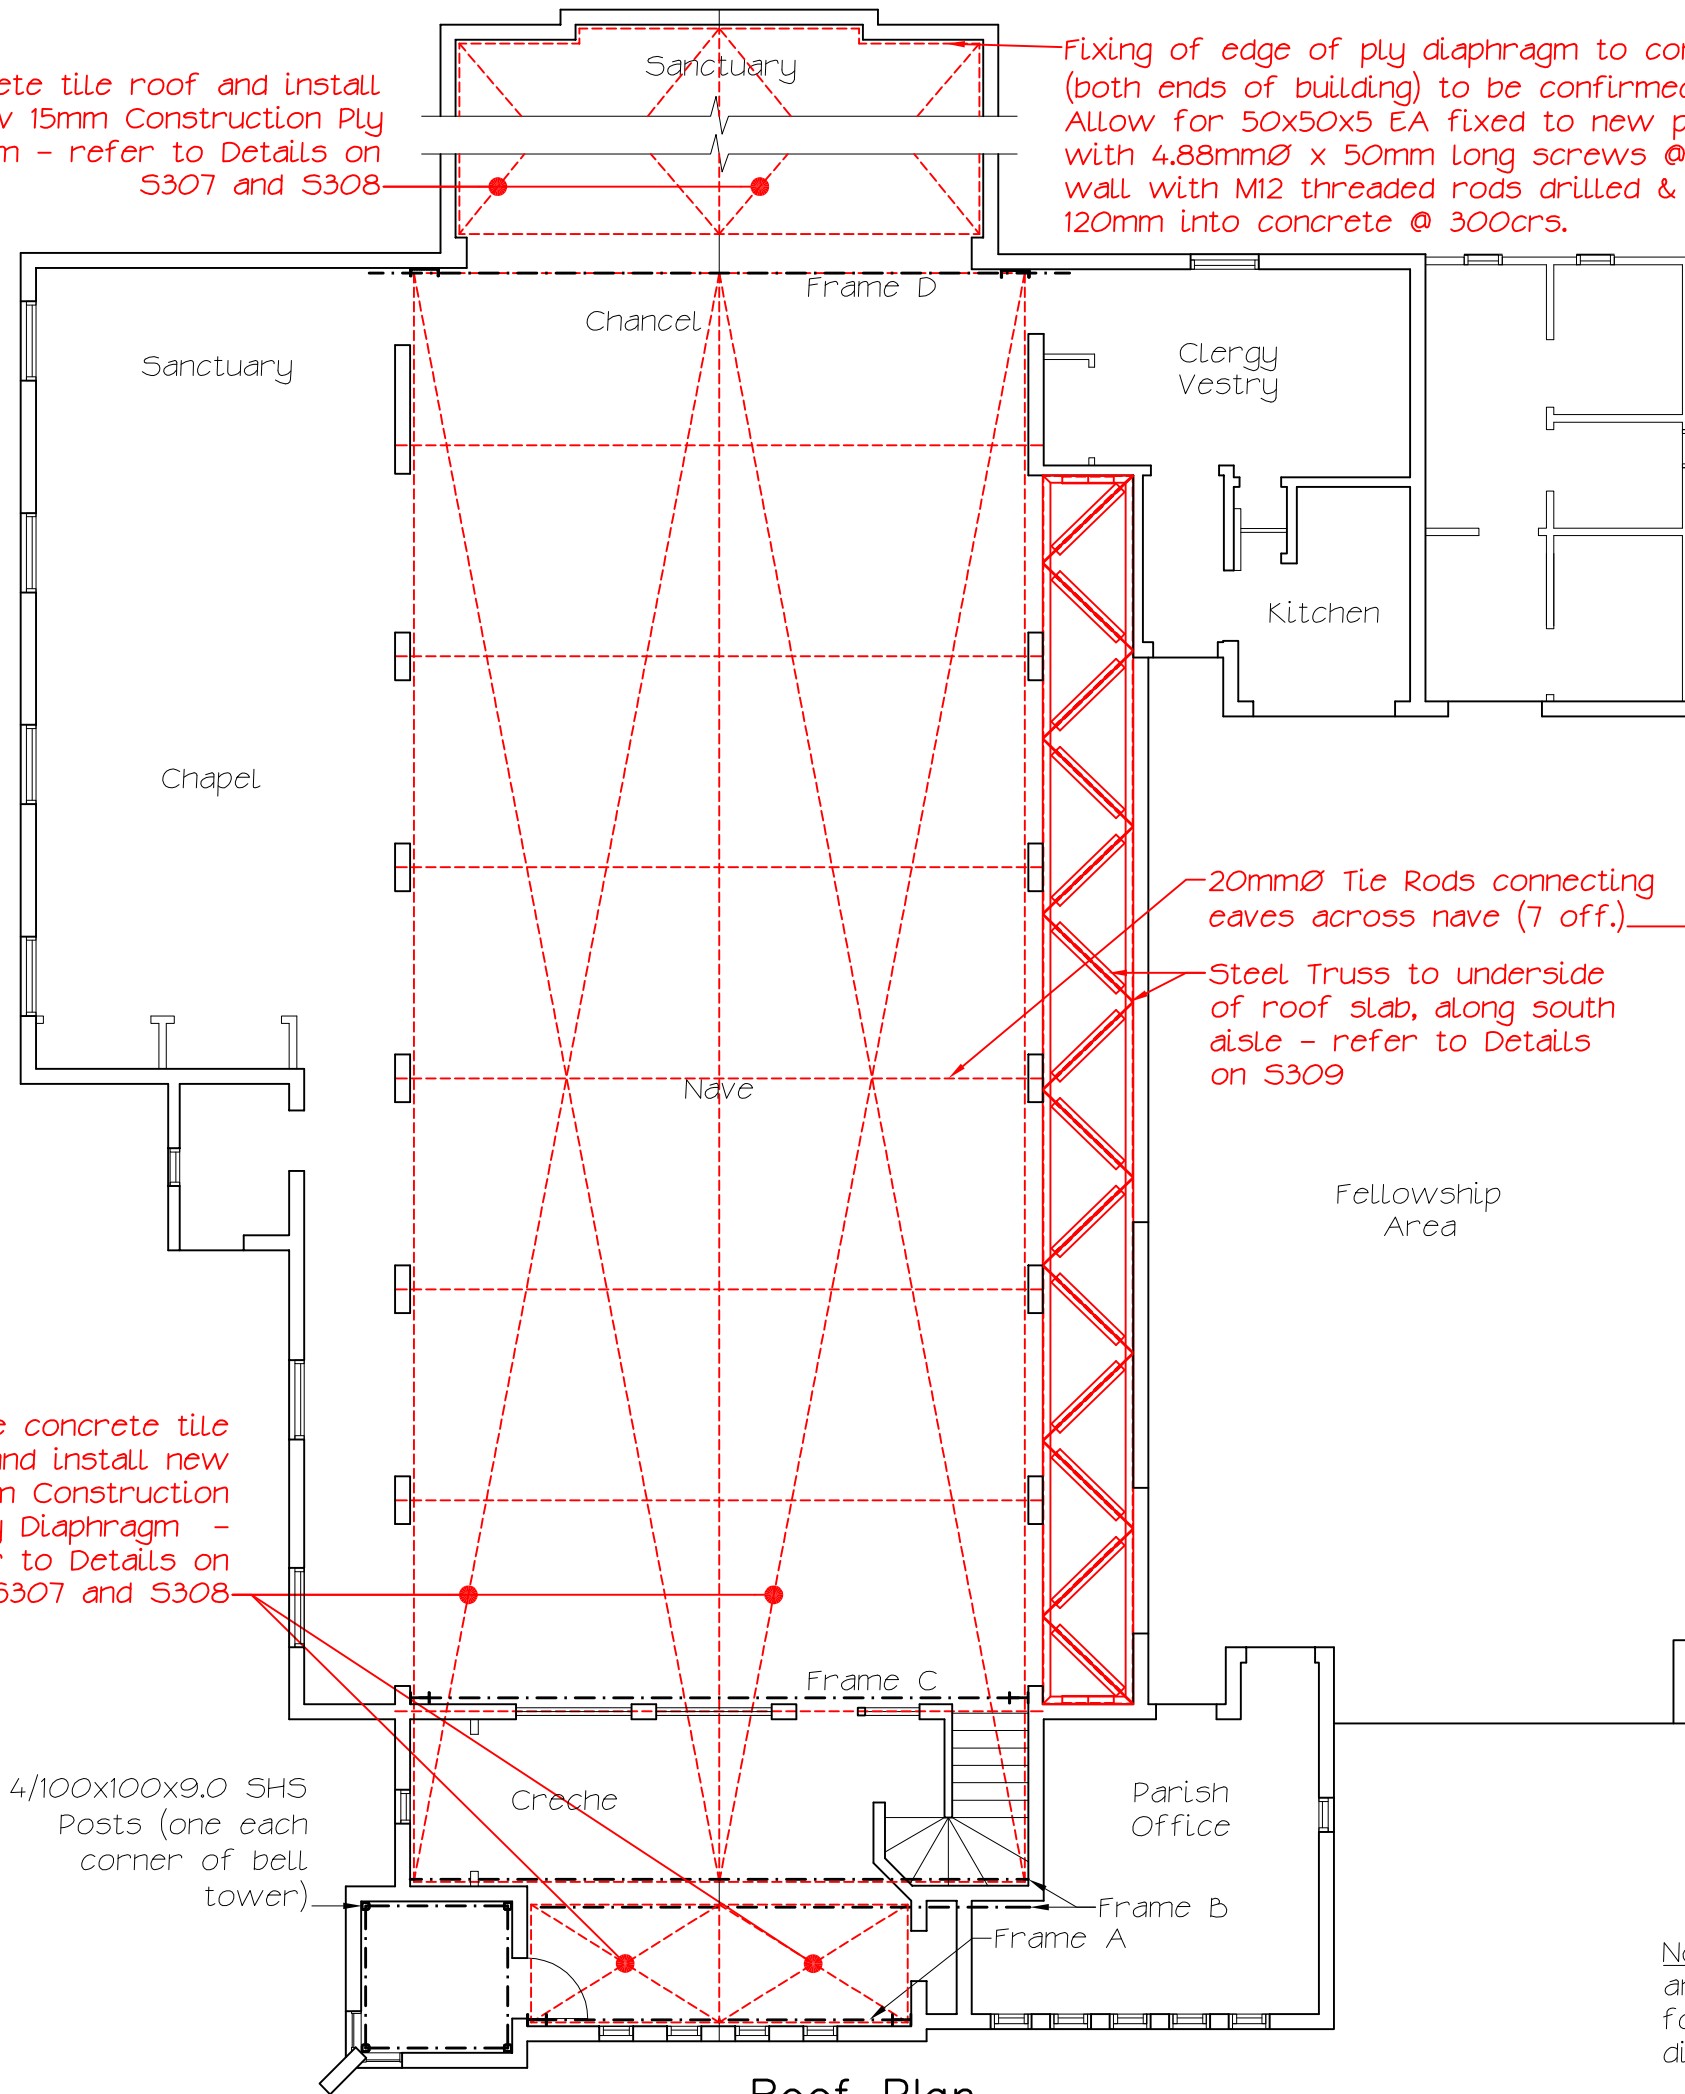 Sanctuary
tile roof and install
15mm Construction Ply
- refer to Details on
S307 and S308
Fixing of edge of ply diaphragm to
(both ends of building) to be confirmed
Allow for 50x50x5 EA fixed to new
with 4.88mmØ x 50mm long screws @
wall with M12 threaded rods drilled &
120mm into concrete @ 300crs.
Frame D
Chancel
Sanctuary
Clergy
Vestry
Kitchen
Chapel
20mmØ Tie Rods connecting
eaves across nave (7 off.)
Steel Truss to underside
of roof slab, along south
aisle - refer to Details
on S309
Nave
Fellowship
Area
concrete tile
and install new
Construction
Diaphragm -
to Details on
S307 and S308
Frame C
4/100x100x9.0 SHS
Posts (one each
corner of bell
tower)
Creche
Parish
Office
Frame B
Frame A
Roof Plan